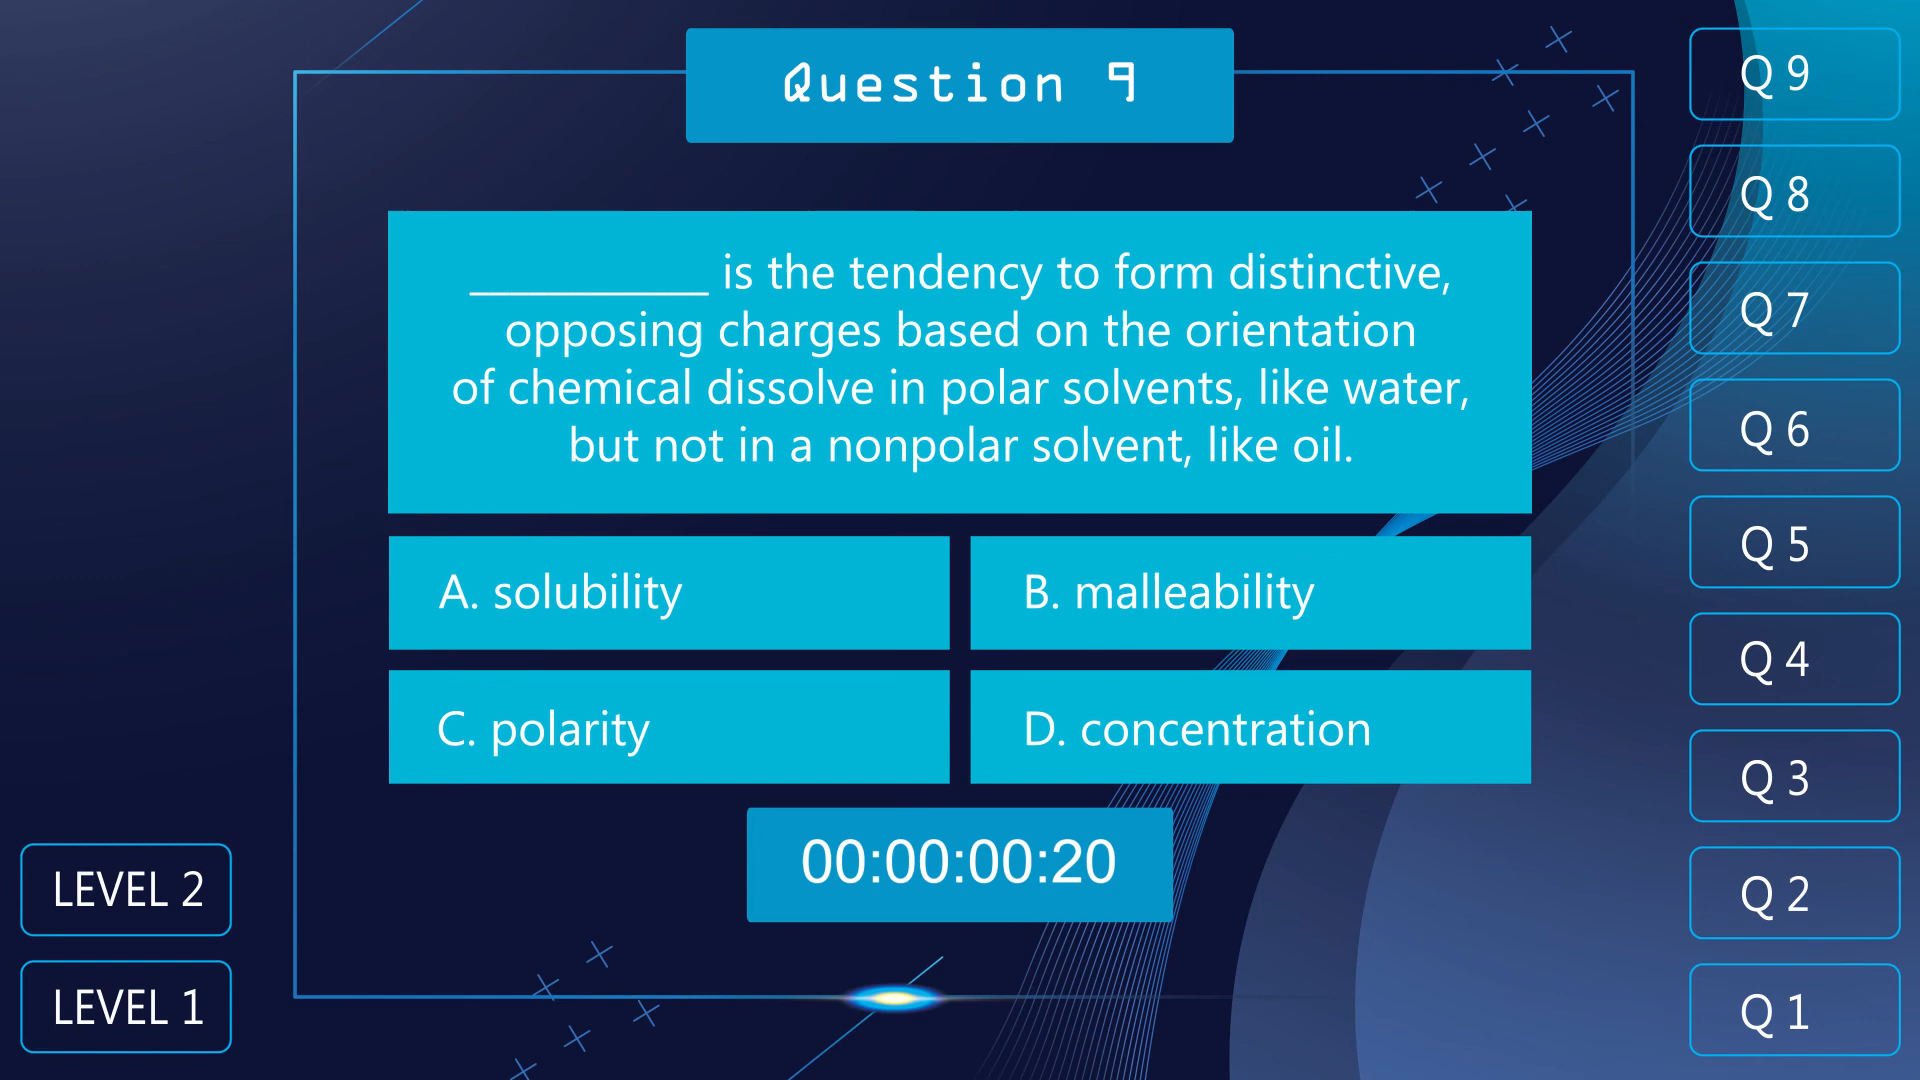 Question 9
____________ is the tendency to form distinctive,
opposing charges based on the orientation
of chemical dissolve in polar solvents, like water,
but not in a nonpolar solvent, like oil.
A. solubility
B. malleability
C. polarity
D. concentration
00:00:00:20
LEVEL 2
LEVEL 1
Q 9
Q 8
Q 7
Q 6
Q 5
Q 4
Q 3
Q 2
Q 1